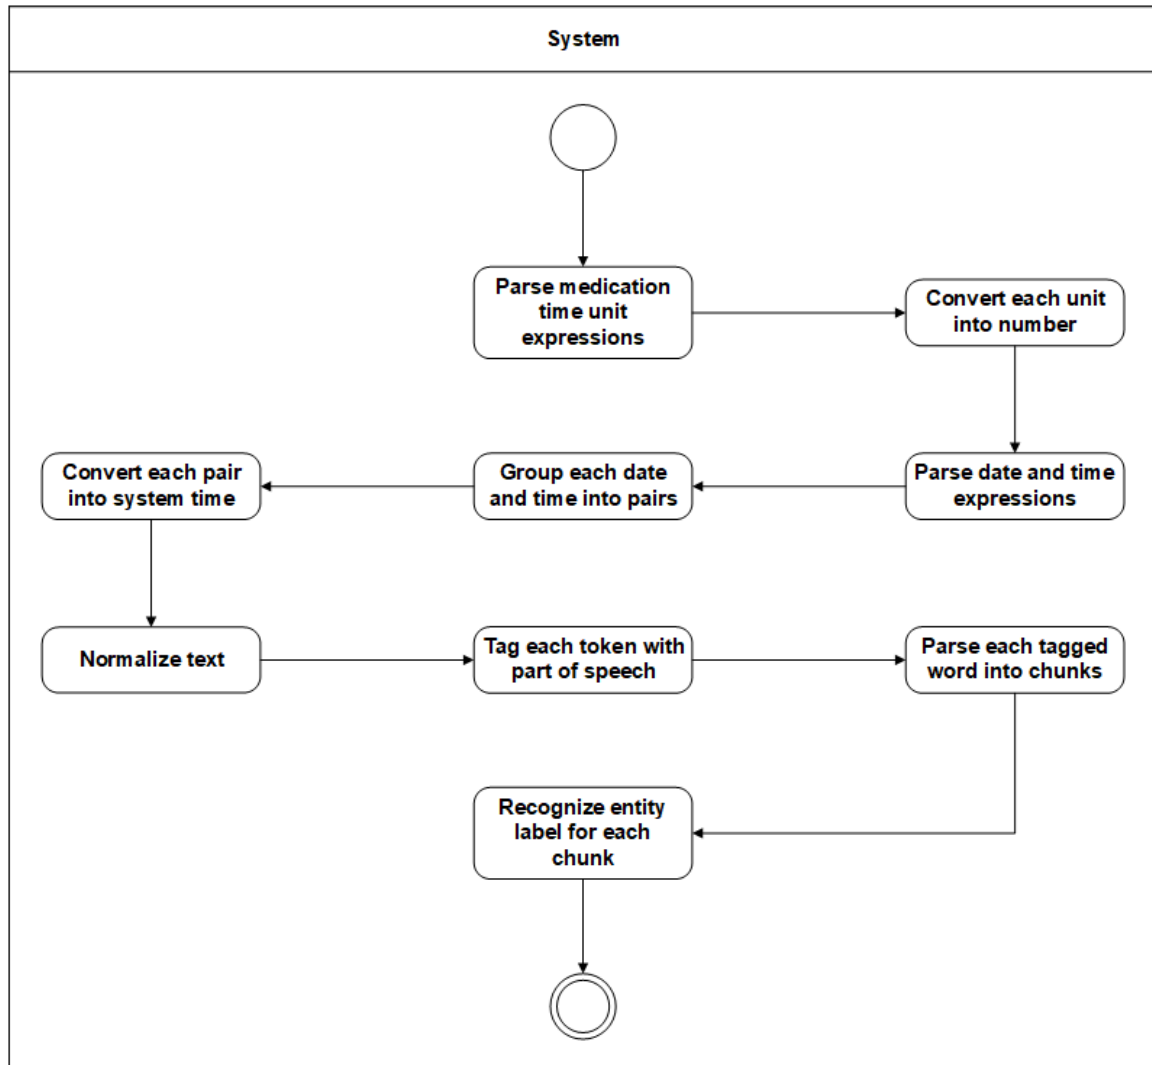 System
Parse medication
time unit
expressions
Convert each unit
into number
Parse date and time
expressions
Group each date
and time into pairs
Convert each pair
into system time
Normalize text
Tag each token with
part of speech
Parse each tagged
word into chunks
Recognize entity
label for each
chunk